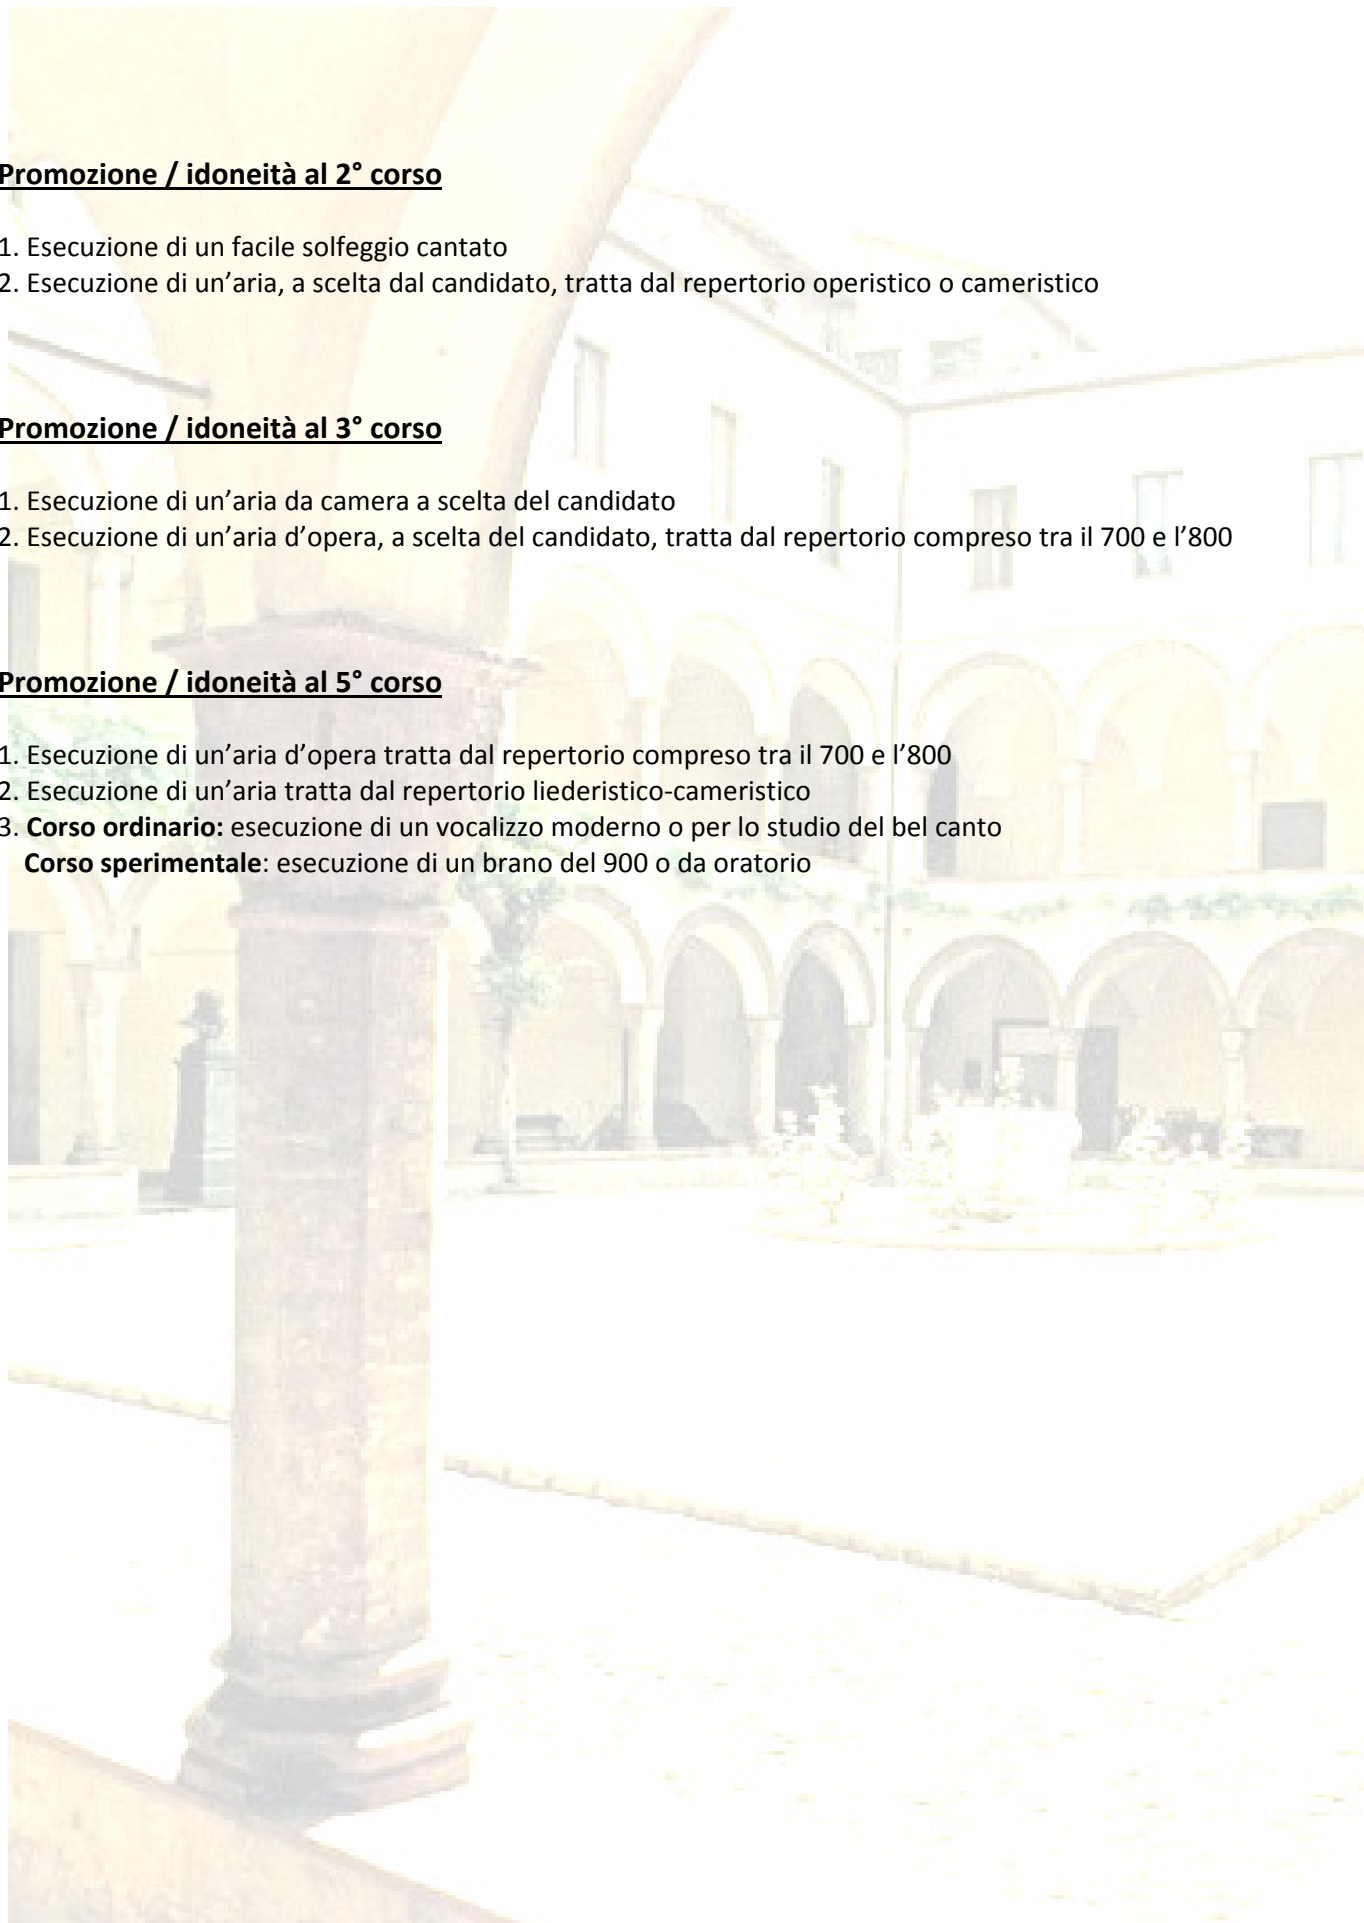 Promozione / idoneità al 2° corso
1. Esecuzione di un facile solfeggio cantato
2. Esecuzione di un’aria, a scelta dal candidato, tratta dal repertorio operistico o cameristico
Promozione / idoneità al 3° corso
1. Esecuzione di un’aria da camera a scelta del candidato
2. Esecuzione di un’aria d’opera, a scelta del candidato, tratta dal repertorio compreso tra il 700 e l’800
Promozione / idoneità al 5° corso
1. Esecuzione di un’aria d’opera tratta dal repertorio compreso tra il 700 e l’800
2. Esecuzione di un’aria tratta dal repertorio liederistico-cameristico
3. Corso ordinario: esecuzione di un vocalizzo moderno o per lo studio del bel canto
Corso sperimentale: esecuzione di un brano del 900 o da oratorio